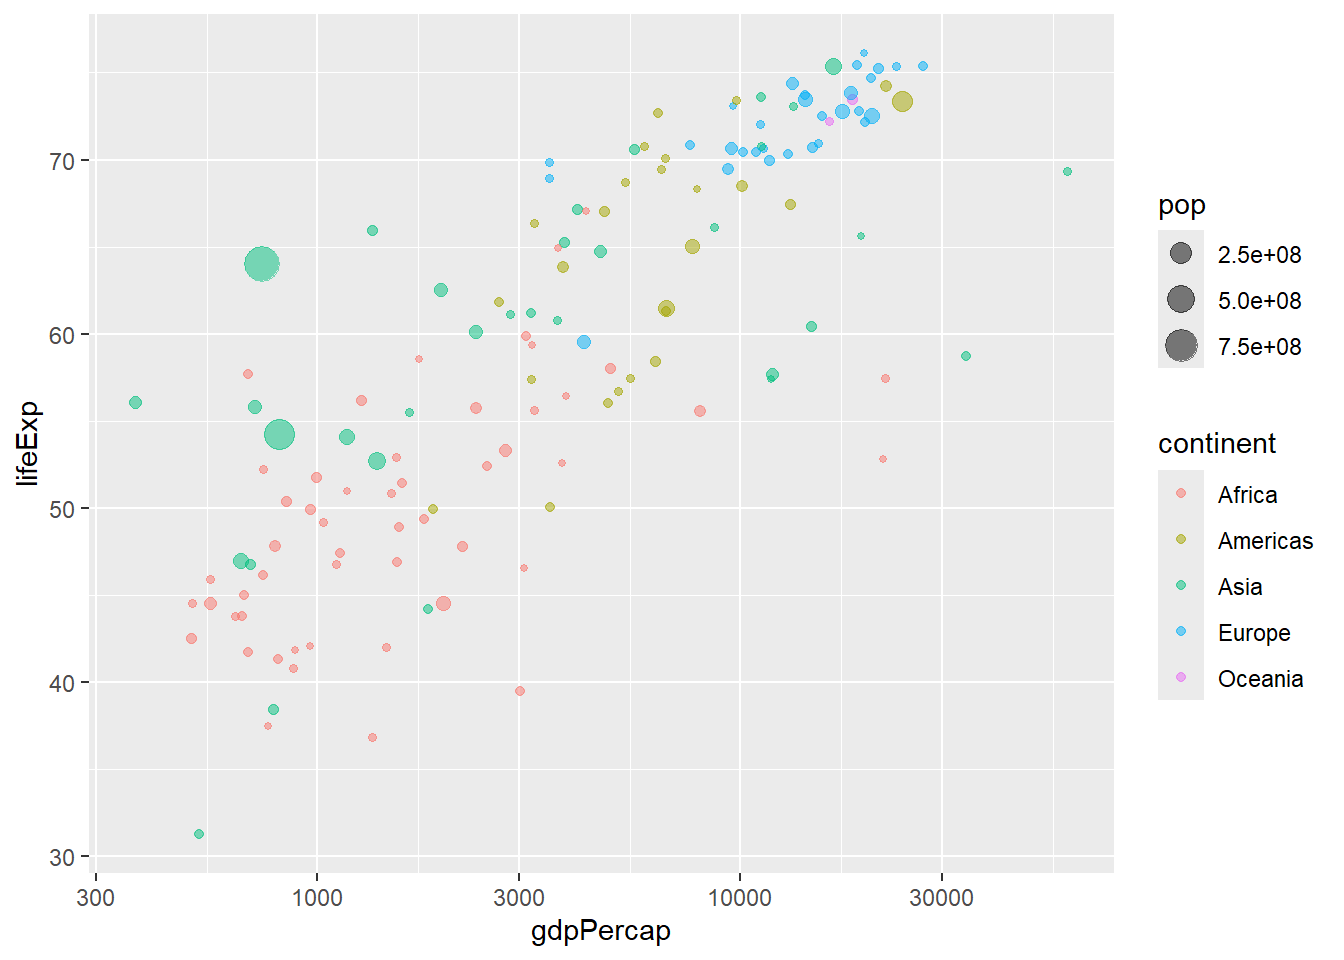 70
60
50
40
30
lifeExp
300
1000
3000
10000
30000
gdpPercap
pop
2.5e+08
5.0e+08
7.5e+08
continent
Africa
Americas
Asia
Europe
Oceania